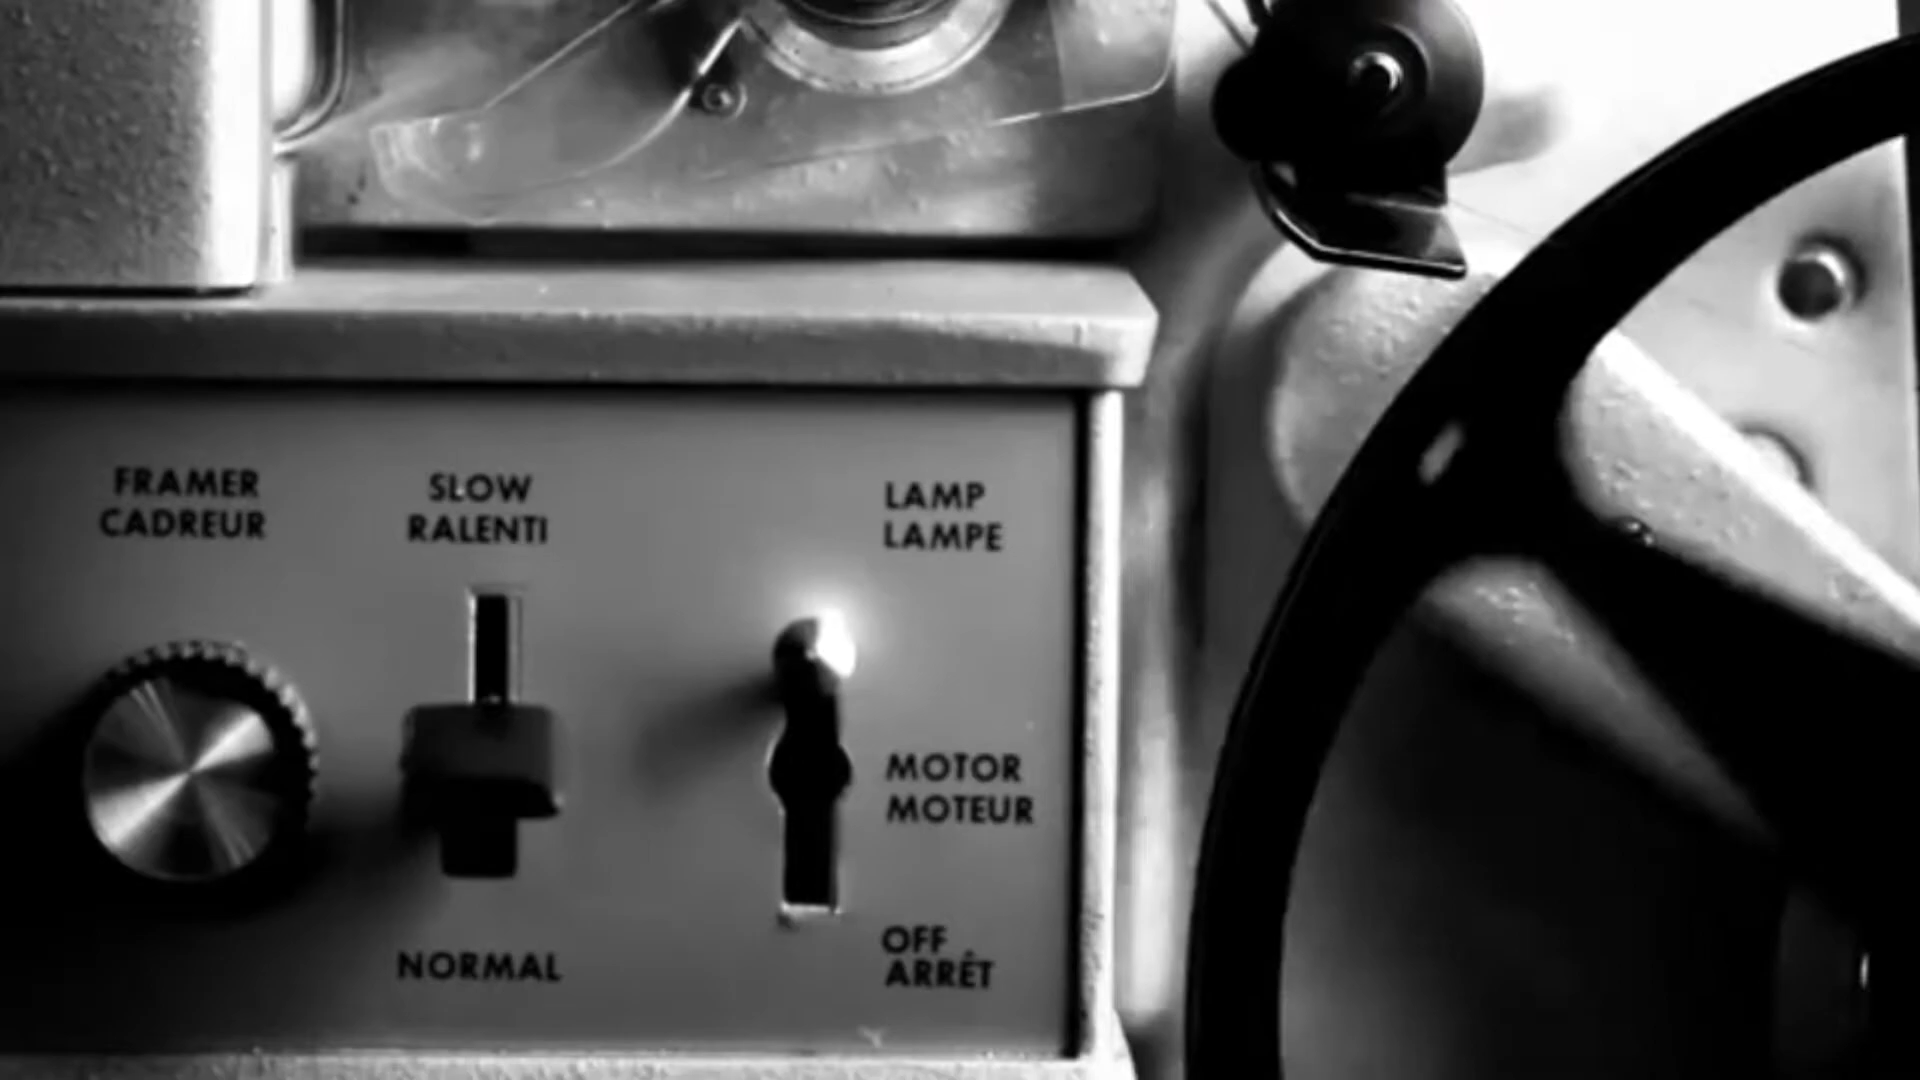 FRAMER
CADREUR
SLOW
RALENTI
NORMAL
LAMP
LAMPE
MOTOR
MOTEUR
OFF
ARRÊT